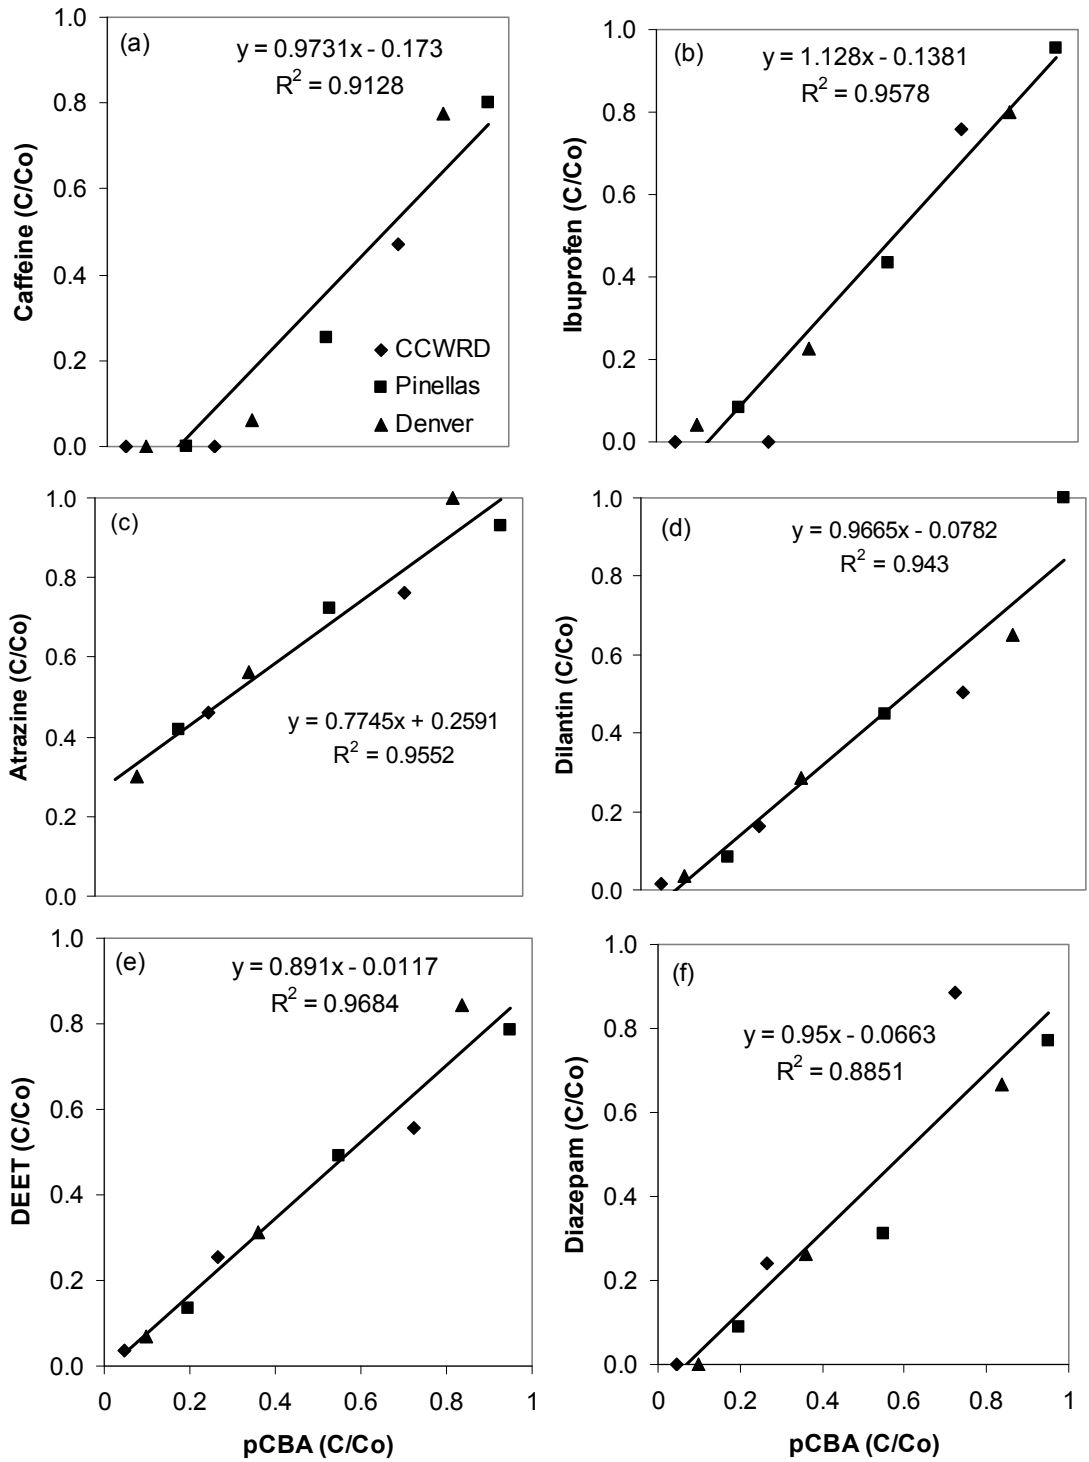 (a)
y = 0.9731x - 0.173
R² = 0.9128
1.0
0.8
0.6
0.4
0.2
0.0
Caffeine (C/Co)
CCWRD
Pinellas
Denver
(b)
y = 1.128x - 0.1381
R² = 0.9578
1.0
0.8
0.6
0.4
0.2
0.0
Ibuprofen (C/Co)
(c)
1.0
0.8
0.6
0.4
0.2
0.0
Atrazine (C/Co)
y = 0.7745x + 0.2591
R² = 0.9552
(d)
y = 0.9665x - 0.0782
R² = 0.943
1.0
0.8
0.6
0.4
0.2
0.0
Dilantin (C/Co)
(e)
y = 0.891x - 0.0117
R² = 0.9684
1.0
0.8
0.6
0.4
0.2
0.0
DEET (C/Co)
0 0.2 0.4 0.6 0.8 1
pCBA (C/Co)
(f)
y = 0.95x - 0.0663
R² = 0.8851
1.0
0.8
0.6
0.4
0.2
0.0
Diazepam (C/Co)
0 0.2 0.4 0.6 0.8 1
pCBA (C/Co)